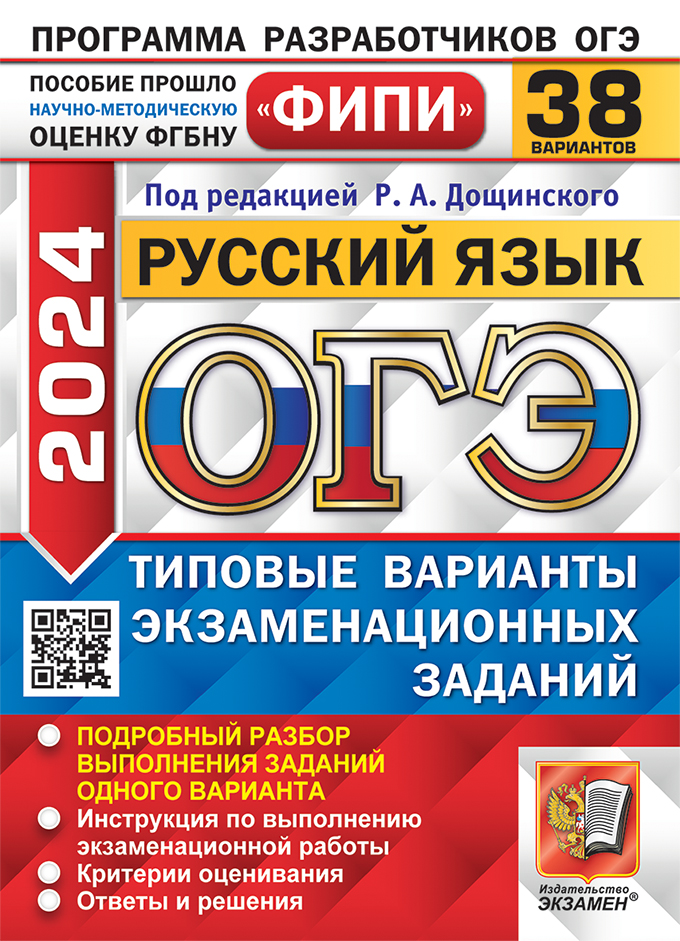 ПРОГРАММА РАЗРАБОТЧИКОВ ОГЭ
ПОСОБИЕ ПРОШЛО
НАУЧНО-МЕТОДИЧЕСКУЮ
ОЦЕНКУ ФГБНУ
«ФИПИ»
38
ВАРИАНТОВ
2024
Под редакцией Р. А. Дощинского
РУССКИЙ ЯЗЫК
ОГЭ
ТИПОВЫЕ ВАРИАНТЫ
ЭКЗАМЕНАЦИОННЫХ
ЗАДАНИЙ
ПОДРОБНЫЙ РАЗБОР
ВЫПОЛНЕНИЯ ЗАДАНИЙ
ОДНОГО ВАРИАНТА
Инструкция по выполнению
экзаменационной работы
Критерии оценивания
Ответы и решения
Издательство
ЭКЗАМЕН®